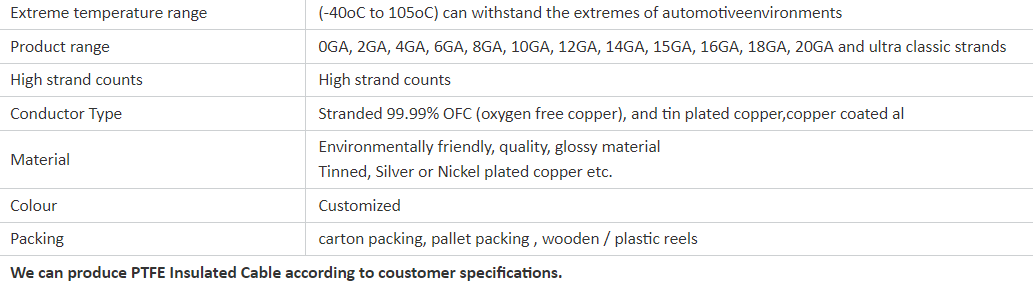 Extreme temperature range (-40oC to 105oC) can withstand the extremes of automotiveenvironments
Product range 0GA, 2GA, 4GA, 6GA, 8GA, 10GA, 12GA, 14GA, 15GA, 16GA, 18GA, 20GA and ultra classic strands
High strand counts High strand counts
Conductor Type Stranded 99.99% OFC (oxygen free copper), and tin plated copper,copper coated al
Material Environmentally friendly, quality, glossy material
Tinned, Silver or Nickel plated copper etc.
Colour Customized
Packing carton packing, pallet packing , wooden / plastic reels
We can produce PTFE Insulated Cable according to coustomer specifications.